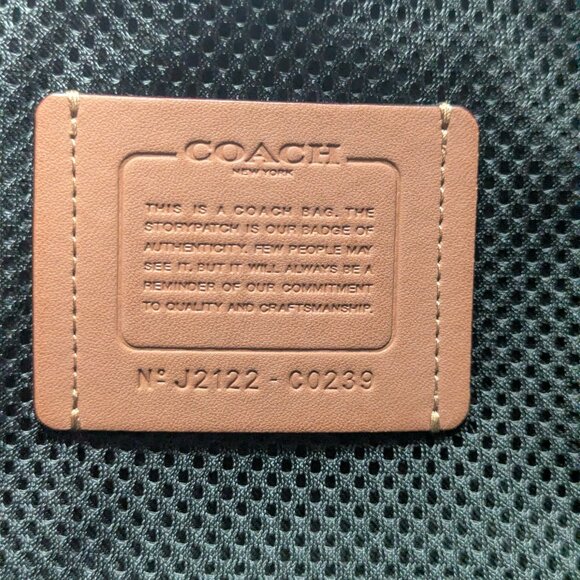 COACH
NEW YORK
THIS IS A COACH BAG. THE
STORYPATCH IS OUR BADGE OF
AUTHENTICITY. FEW PEOPLE MAY
SEE IT, BUT IT WILL ALWAYS BE A
REMINDER OF OUR COMMITMENT
TO QUALITY AND CRAFTSMANSHIP.
Nº J2122 - C0239